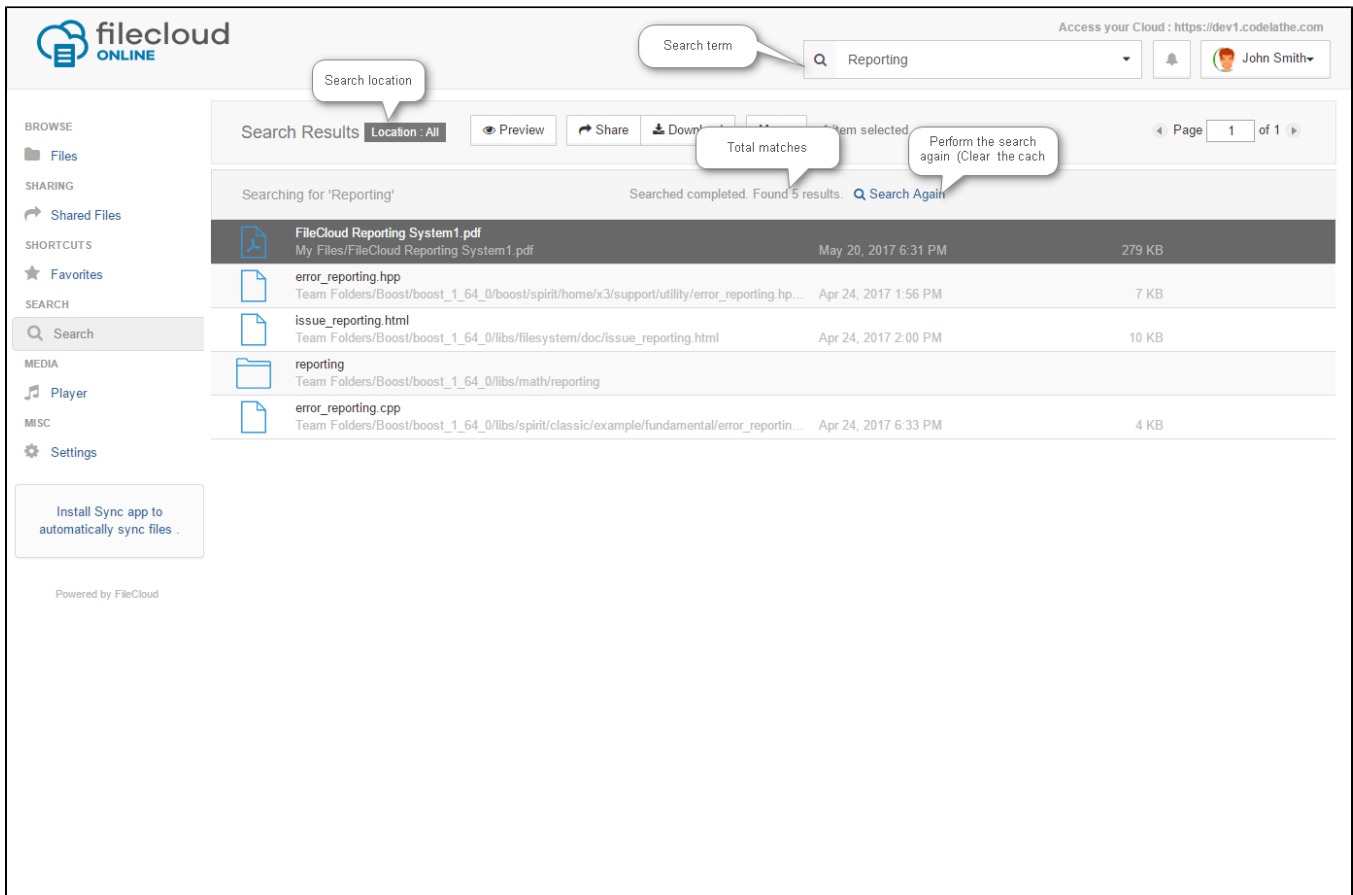 filecloud
ONLINE
Access your Cloud : https://dev1.codelathe.com
Search term
Reporting
John Smith
Search location
BROWSE
Files
SHARING
Shared Files
SHORTCUTS
Favorites
SEARCH
Search
MEDIA
Player
MISC
Settings
Install Sync app to
automatically sync files .
Powered by FileCloud
Search Results Location : All Preview Share item selected Page 1 of 1
Total matches
Perform the search
again (Clear the cach
Searching for 'Reporting' Searched completed. Found 5 results. Search Again
FileCloud Reporting System1.pdf
My Files/FileCloud Reporting System1.pdf May 20, 2017 6:31 PM 279 KB
error_reporting.hpp
Team Folders/Boost/boost_1_64_0/boost/spirit/home/x3/support/utility/error_reporting.hp... Apr 24, 2017 1:56 PM 7 KB
issue_reporting.html
Team Folders/Boost/boost_1_64_0/libs/filesystem/doc/issue_reporting.html Apr 24, 2017 2:00 PM 10 KB
reporting
Team Folders/Boost/boost_1_64_0/libs/math/reporting
error_reporting.cpp
Team Folders/Boost/boost_1_64_0/libs/spirit/classic/example/fundamental/error_reportin... Apr 24, 2017 6:33 PM 4 KB